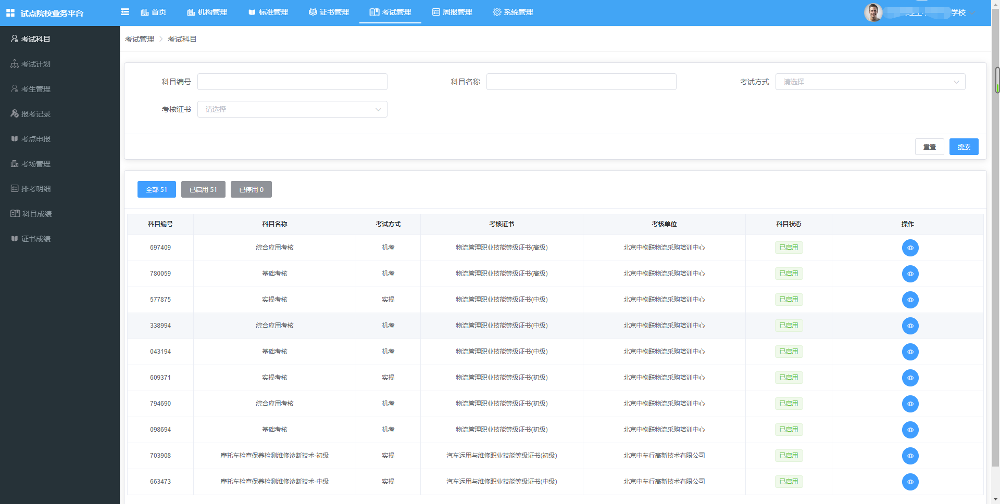 试点院校业务平台
首页 机构管理 标准管理 证书管理 考试管理 周报管理 系统管理
学校
考试科目
考试计划
考生管理
报考记录
考点申报
考场管理
排考明细
科目成绩
证书成绩
考试管理 > 考试科目
科目编号 科目名称 考试方式 请选择
考核证书 请选择
重置 搜索
全部 51 已启用 51 已停用 0
科目编号 科目名称 考试方式 考核证书 考核单位 科目状态 操作
697409 综合应用考核 机考 物流管理职业技能等级证书(高级) 北京中物联物流采购培训中心 已启用
780059 基础考核 机考 物流管理职业技能等级证书(高级) 北京中物联物流采购培训中心 已启用
577875 实操考核 实操 物流管理职业技能等级证书(中级) 北京中物联物流采购培训中心 已启用
338994 综合应用考核 机考 物流管理职业技能等级证书(中级) 北京中物联物流采购培训中心 已启用
043194 基础考核 机考 物流管理职业技能等级证书(中级) 北京中物联物流采购培训中心 已启用
609371 实操考核 实操 物流管理职业技能等级证书(初级) 北京中物联物流采购培训中心 已启用
794690 综合应用考核 机考 物流管理职业技能等级证书(初级) 北京中物联物流采购培训中心 已启用
098694 基础考核 机考 物流管理职业技能等级证书(初级) 北京中物联物流采购培训中心 已启用
703908 摩托车检查保养检测维修诊断技术-初级 实操 汽车运用与维修职业技能等级证书(初级) 北京中车行高新技术有限公司 已启用
663473 摩托车检查保养检测维修诊断技术-中级 实操 汽车运用与维修职业技能等级证书(中级) 北京中车行高新技术有限公司 已启用